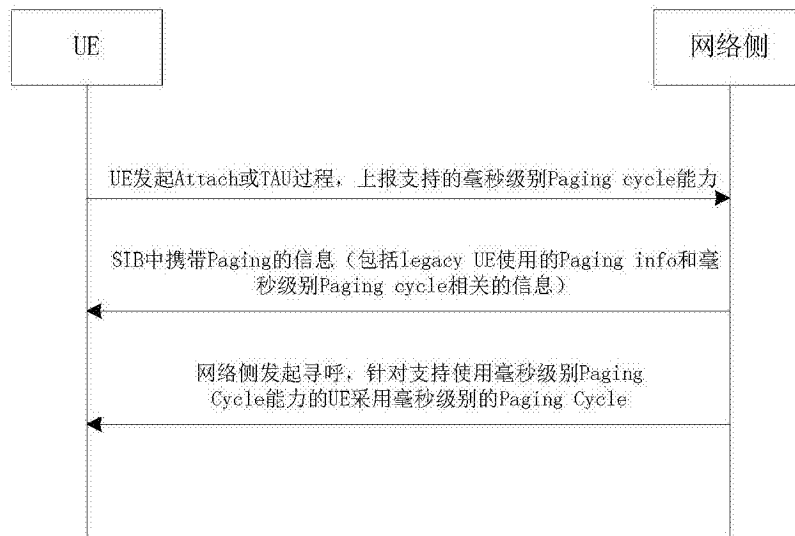 UE
网络侧
UE发起Attach或TAU过程，上报支持的毫秒级别Paging cycle能力
SIB中携带Paging的信息（包括legacy UE使用的Paging info和毫
秒级别Paging cycle相关的信息）
网络侧发起寻呼，针对支持使用毫秒级别Paging
Cycle能力的UE采用毫秒级别的Paging Cycle